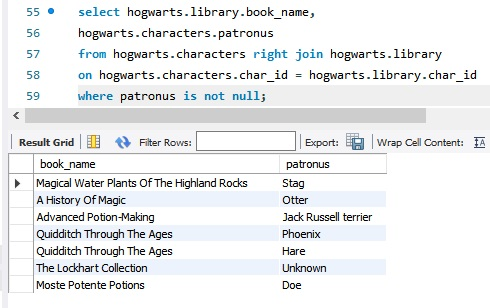 55 select hogwarts.library.book_name,
56 hogwarts.characters.patronus
57 from hogwarts.characters right join hogwarts.library
58 on hogwarts.characters.char_id = hogwarts.library.char_id
59 where patronus is not null;
Result Grid Filter Rows: Export: Wrap Cell Content: IA
book_name patronus
Magical Water Plants Of The Highland Rocks Stag
A History Of Magic Otter
Advanced Potion-Making Jack Russell terrier
Quidditch Through The Ages Phoenix
Quidditch Through The Ages Hare
The Lockhart Collection Unknown
Moste Potente Potions Doe